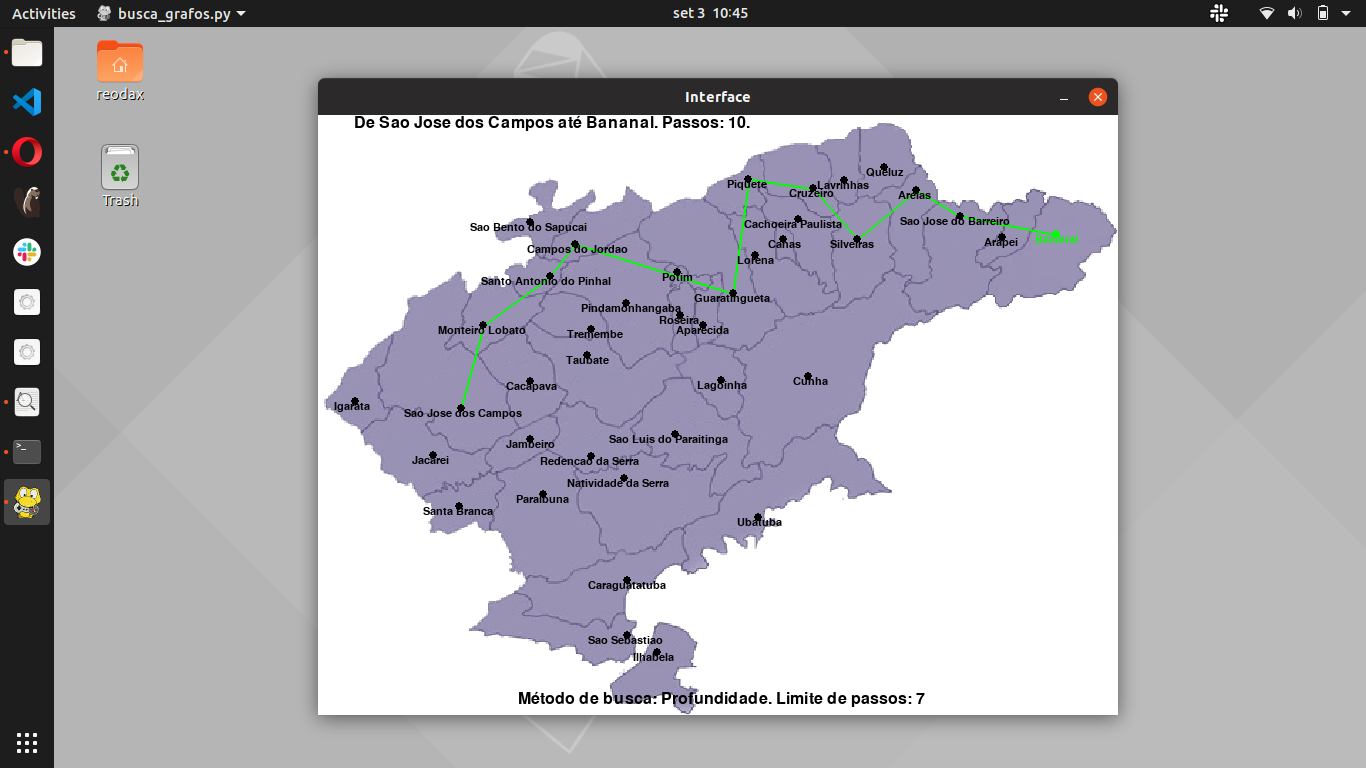 Activities busca_grafos.py set 3 10:45
reodax
Trash
Interface
De Sao Jose dos Campos até Bananal. Passos: 10.
Queluz
Piquete
Lavrinhas
Cruzeiro
Areias
Sao Jose do Barreiro
Cachoeira Paulista
Sao Bento do Sapucai
Bananal
Arapei
Canas
Silveiras
Campos do Jordao
Lorena
Potim
Santo Antonio do Pinhal
Guaratingueta
Pindamonhangaba
Roseira
Monteiro Lobato
Aparecida
Tremembe
Taubate
Cunha
Cacapava
Lagoinha
Igarata
Sao Jose dos Campos
Sao Luis do Paraitinga
Jambeiro
Jacarei
Redencao da Serra
Natividade da Serra
Paraibuna
Santa Branca
Ubatuba
Caraguatatuba
Sao Sebastiao
Ilhabela
Método de busca: Profundidade. Limite de passos: 7